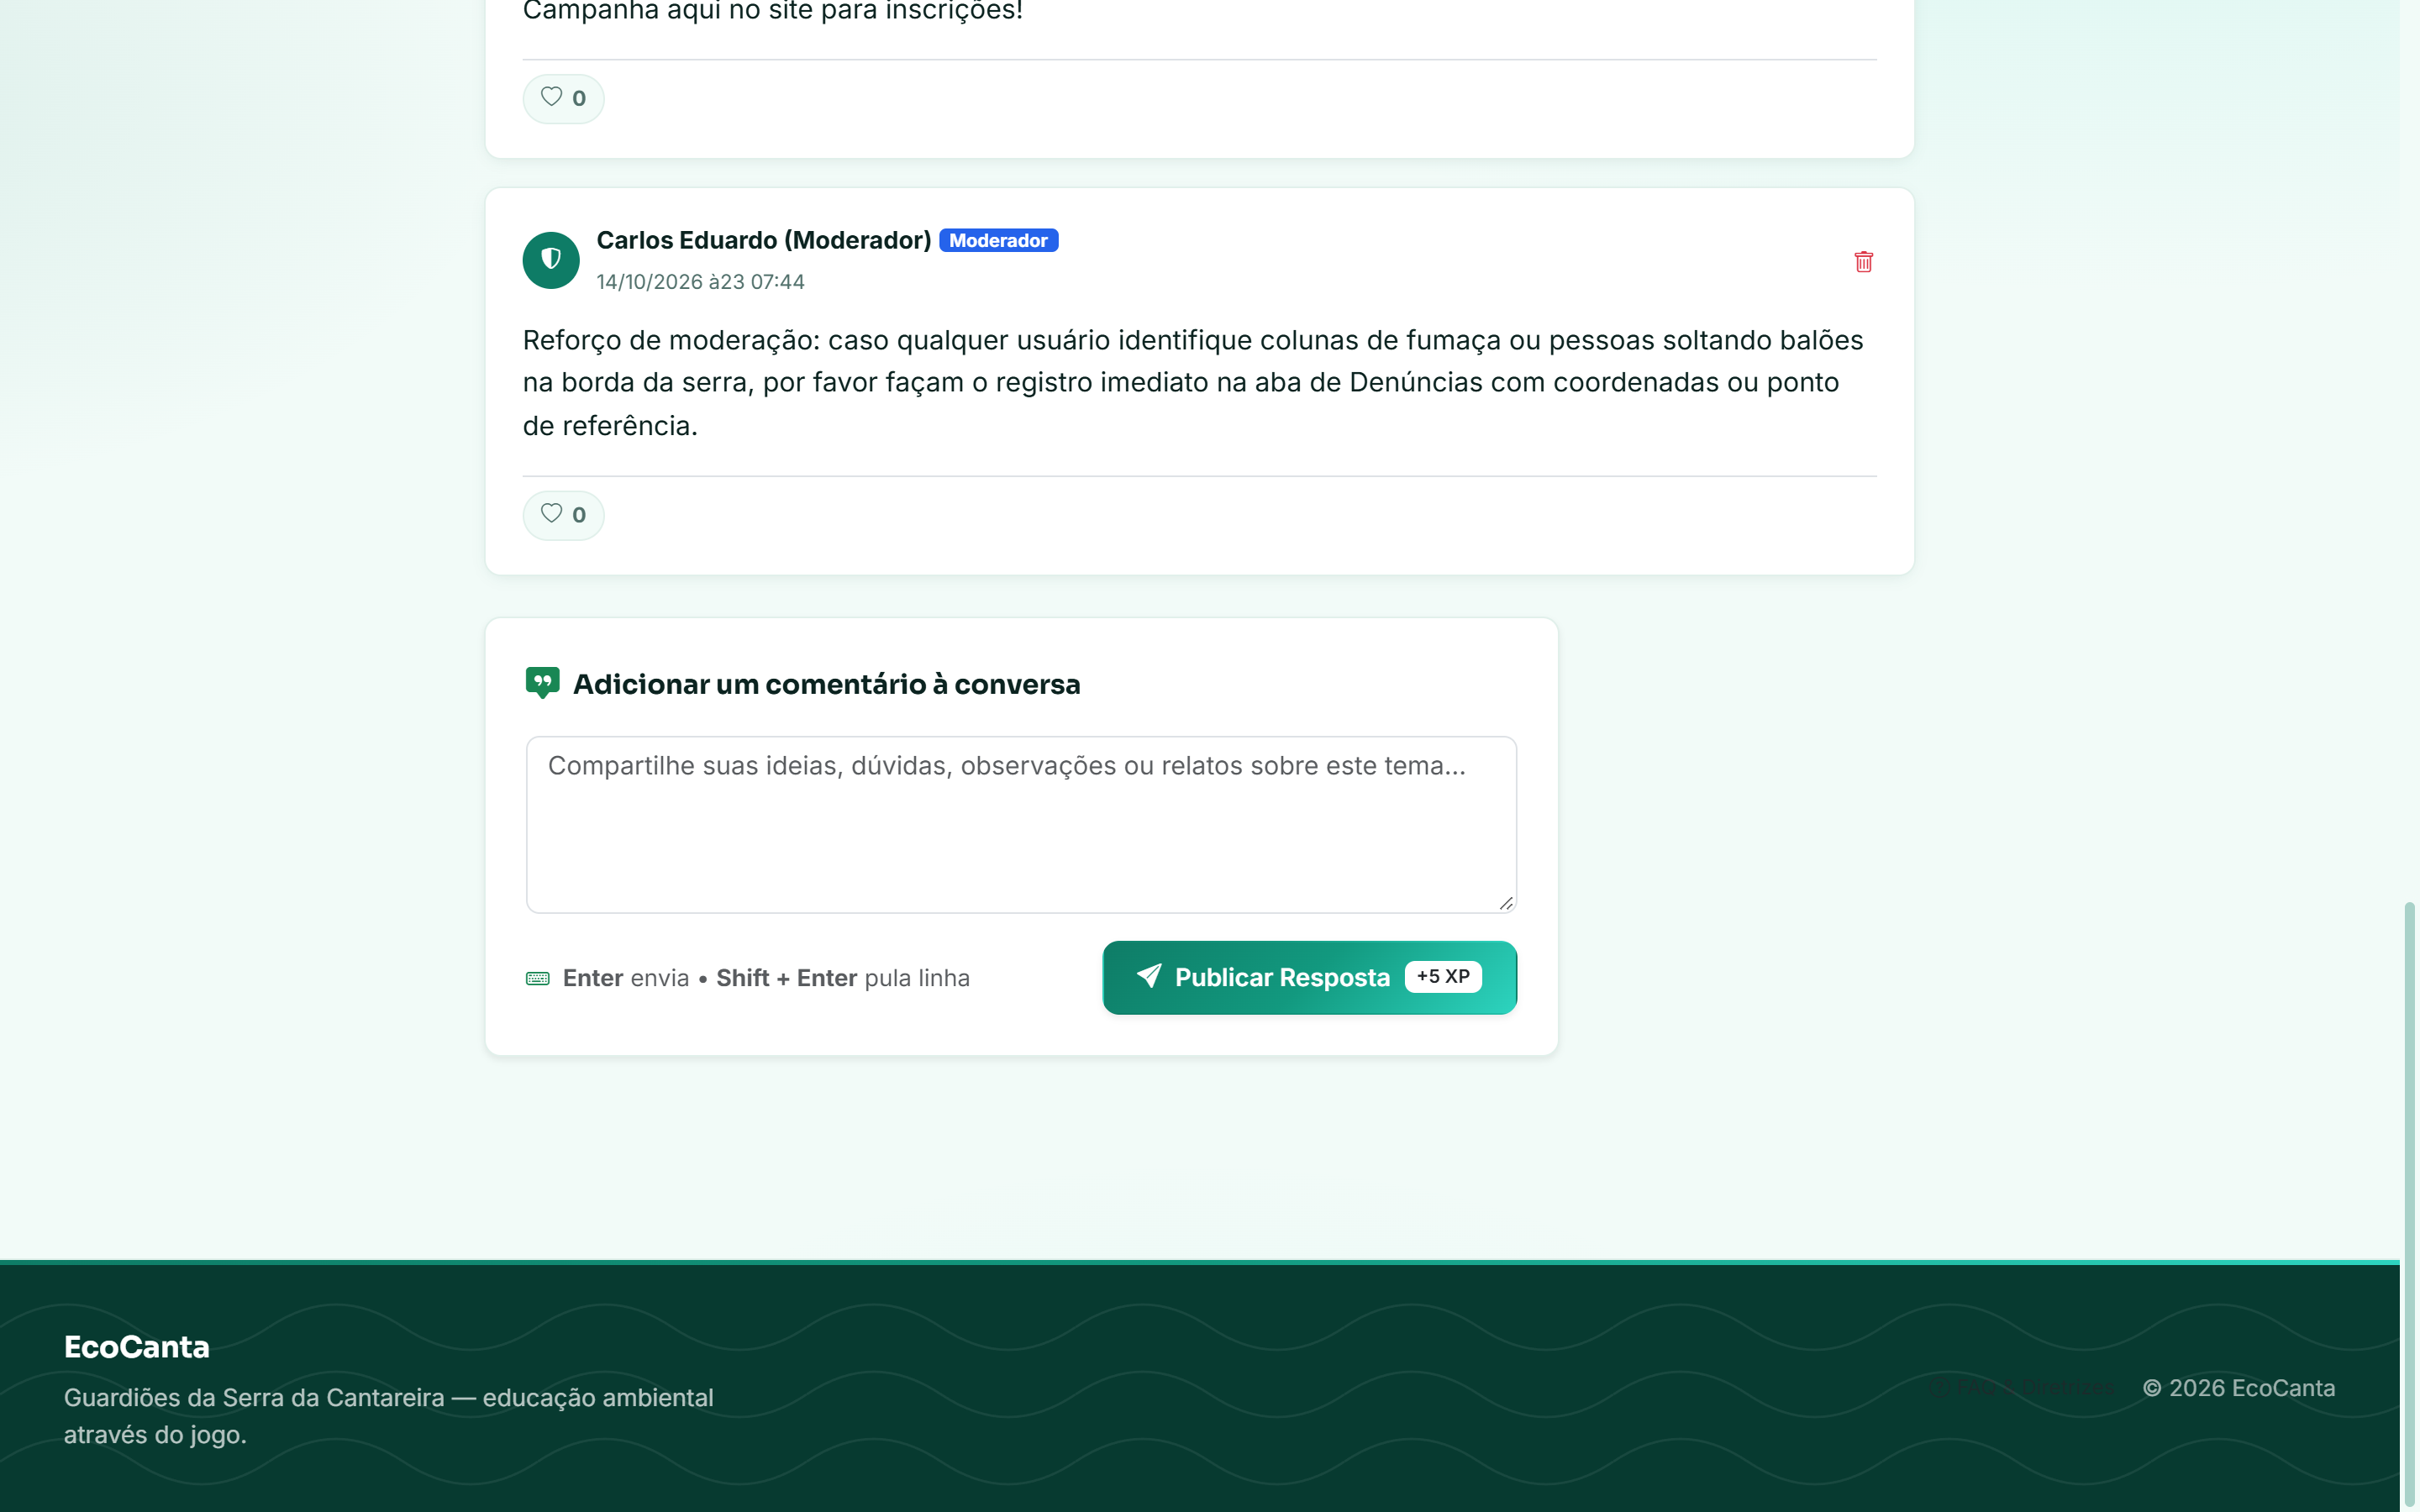 Campanha aqui no site para inscrições!
0
Carlos Eduardo (Moderador) Moderador
14/10/2026 à23 07:44
Reforço de moderação: caso qualquer usuário identifique colunas de fumaça ou pessoas soltando balões
na borda da serra, por favor façam o registro imediato na aba de Denúncias com coordenadas ou ponto
de referência.
0
Adicionar um comentário à conversa
Compartilhe suas ideias, dúvidas, observações ou relatos sobre este tema...
Enter envia • Shift + Enter pula linha
Publicar Resposta +5 XP
EcoCanta
Guardiões da Serra da Cantareira — educação ambiental
através do jogo.
FAQ & Diretrizes
© 2026 EcoCanta